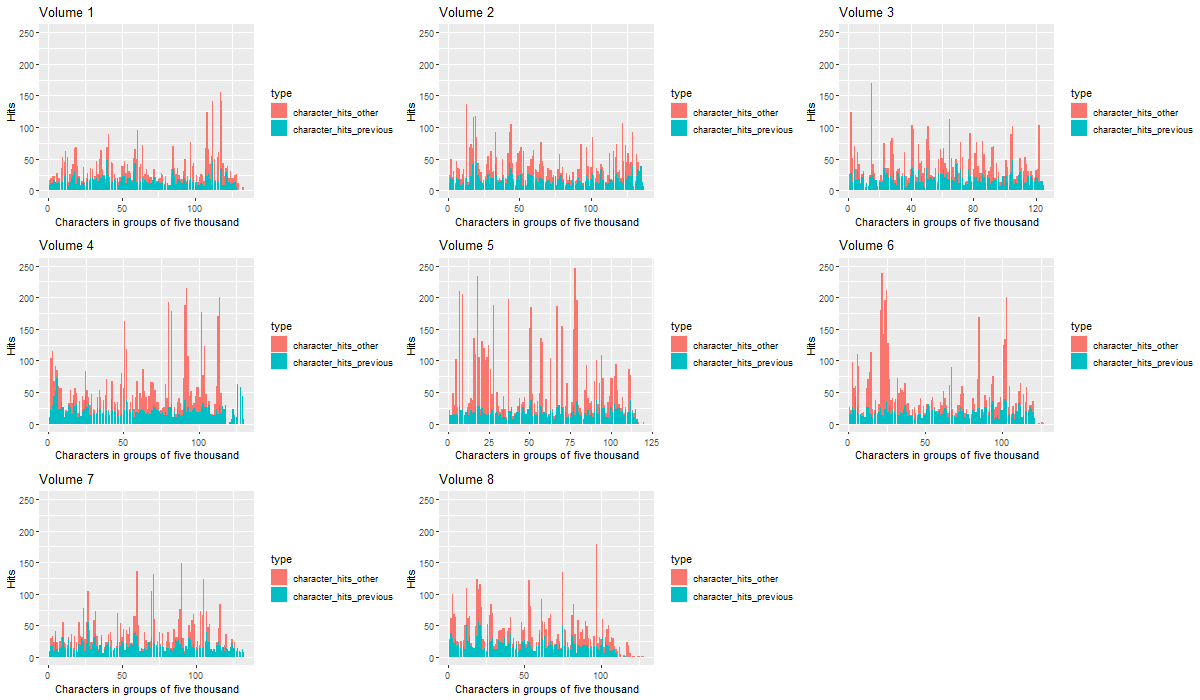 Volume 1
250
200
150
100
50
0
Hits
0 50 100
Characters in groups of five thousand
type
character_hits_other
character_hits_previous
Volume 2
250
200
150
100
50
0
Hits
0 50 100
Characters in groups of five thousand
type
character_hits_other
character_hits_previous
Volume 3
250
200
150
100
50
0
Hits
0 40 80 120
Characters in groups of five thousand
type
character_hits_other
character_hits_previous
Volume 4
250
200
150
100
50
0
Hits
0 50 100
Characters in groups of five thousand
type
character_hits_other
character_hits_previous
Volume 5
250
200
150
100
50
0
Hits
0 25 50 75 100 125
Characters in groups of five thousand
type
character_hits_other
character_hits_previous
Volume 6
250
200
150
100
50
0
Hits
0 50 100
Characters in groups of five thousand
type
character_hits_other
character_hits_previous
Volume 7
250
200
150
100
50
0
Hits
0 50 100
Characters in groups of five thousand
type
character_hits_other
character_hits_previous
Volume 8
250
200
150
100
50
0
Hits
0 50 100
Characters in groups of five thousand
type
character_hits_other
character_hits_previous